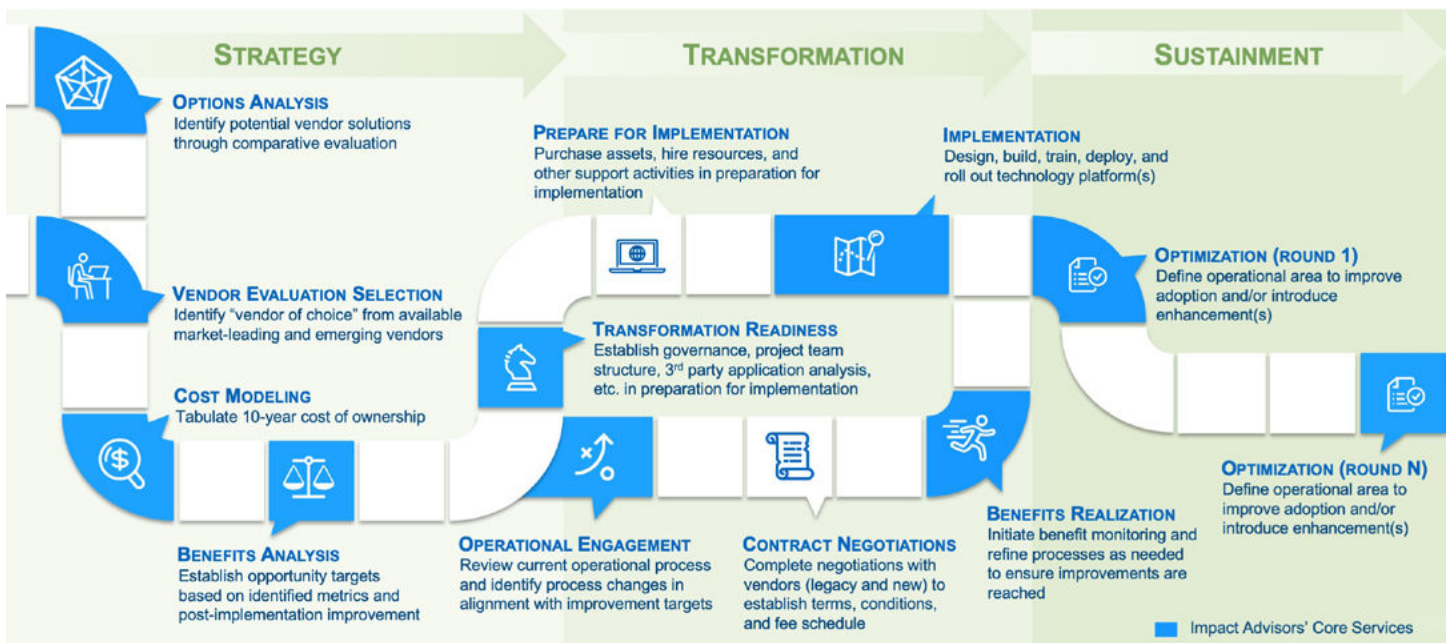 STRATEGY
TRANSFORMATION
SUSTAINMENT
OPTIONS ANALYSIS
Identify potential vendor solutions
through comparative evaluation
VENDOR EVALUATION SELECTION
Identify “vendor of choice” from available
market-leading and emerging vendors
COST MODELING
Tabulate 10-year cost of ownership
BENEFITS ANALYSIS
Establish opportunity targets
based on identified metrics and
post-implementation improvement
PREPARE FOR IMPLEMENTATION
Purchase assets, hire resources, and
other support activities in preparation for
implementation
TRANSFORMATION READINESS
Establish governance, project team
structure, 3rd party application analysis,
etc. in preparation for implementation
OPERATIONAL ENGAGEMENT
Review current operational process
and identify process changes in
alignment with improvement targets
CONTRACT NEGOTIATIONS
Complete negotiations with
vendors (legacy and new) to
establish terms, conditions,
and fee schedule
IMPLEMENTATION
Design, build, train, deploy, and
roll out technology platform(s)
BENEFITS REALIZATION
Initiate benefit monitoring and
refine processes as needed
to ensure improvements are
reached
OPTIMIZATION (ROUND 1)
Define operational area to improve
adoption and/or introduce
enhancement(s)
OPTIMIZATION (ROUND N)
Define operational area to
improve adoption and/or
introduce enhancement(s)
Impact Advisors’ Core Services